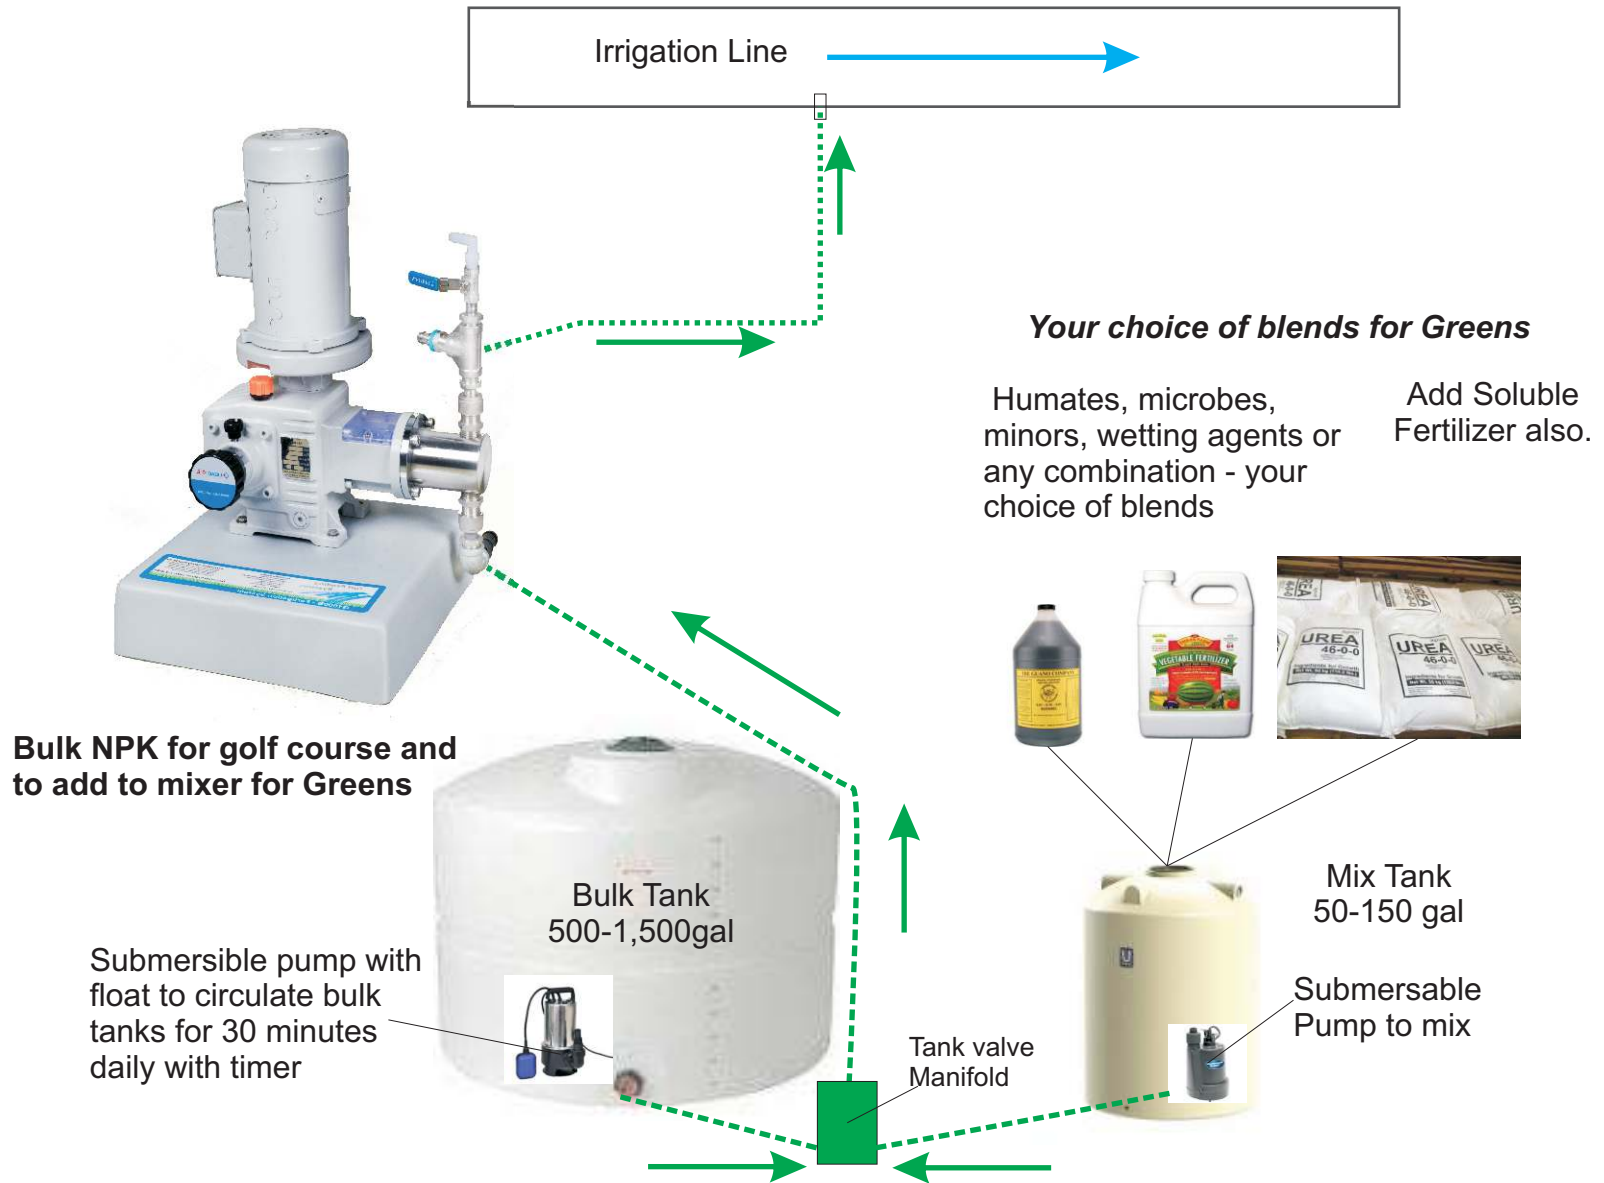 Irrigation Line
Your choice of blends for Greens
Humates, microbes,
minors, wetting agents or
any combination - your
choice of blends
Add Soluble
Fertilizer also.
VEGETABLE FERTILIZER
UREA
46-0-0
UREA
46-0-0
UREA
Bulk NPK for golf course and
to add to mixer for Greens
Bulk Tank
500-1,500gal
Mix Tank
50-150 gal
Submersible pump with
float to circulate bulk
tanks for 30 minutes
daily with timer
Submersable
Pump to mix
Tank valve
Manifold